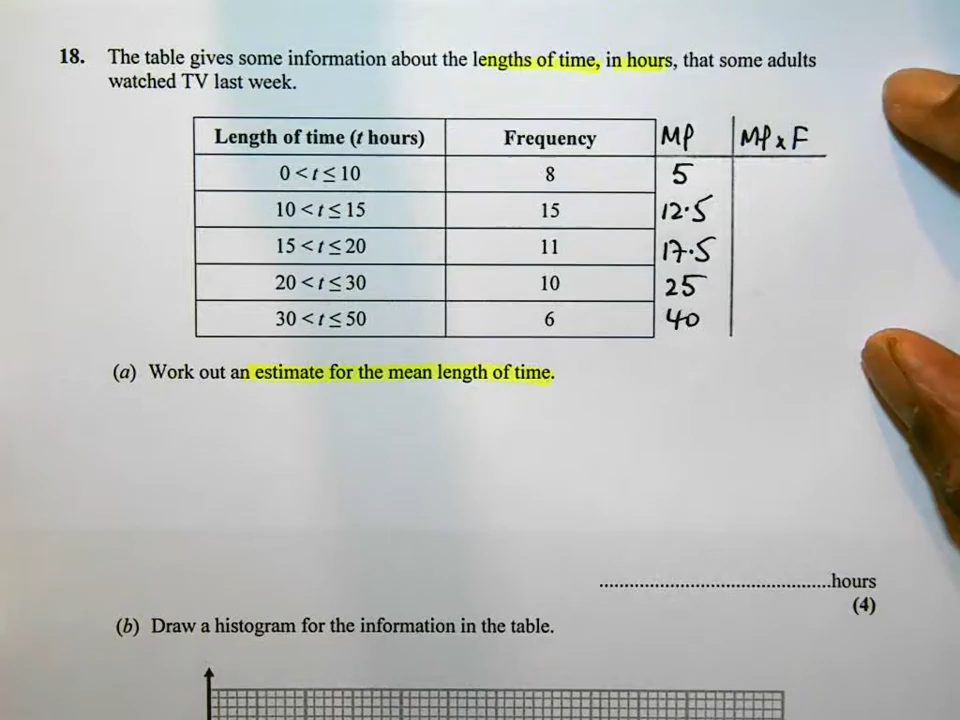 18. The table gives some information about the lengths of time, in hours, that some adults
watched TV last week.
Length of time (t hours) Frequency MP MP x F
0 < t ≤ 10 8 5
10 < t ≤ 15 15 12.5
15 < t ≤ 20 11 17.5
20 < t ≤ 30 10 25
30 < t ≤ 50 6 40
(a) Work out an estimate for the mean length of time.
..............................................hours
(4)
(b) Draw a histogram for the information in the table.